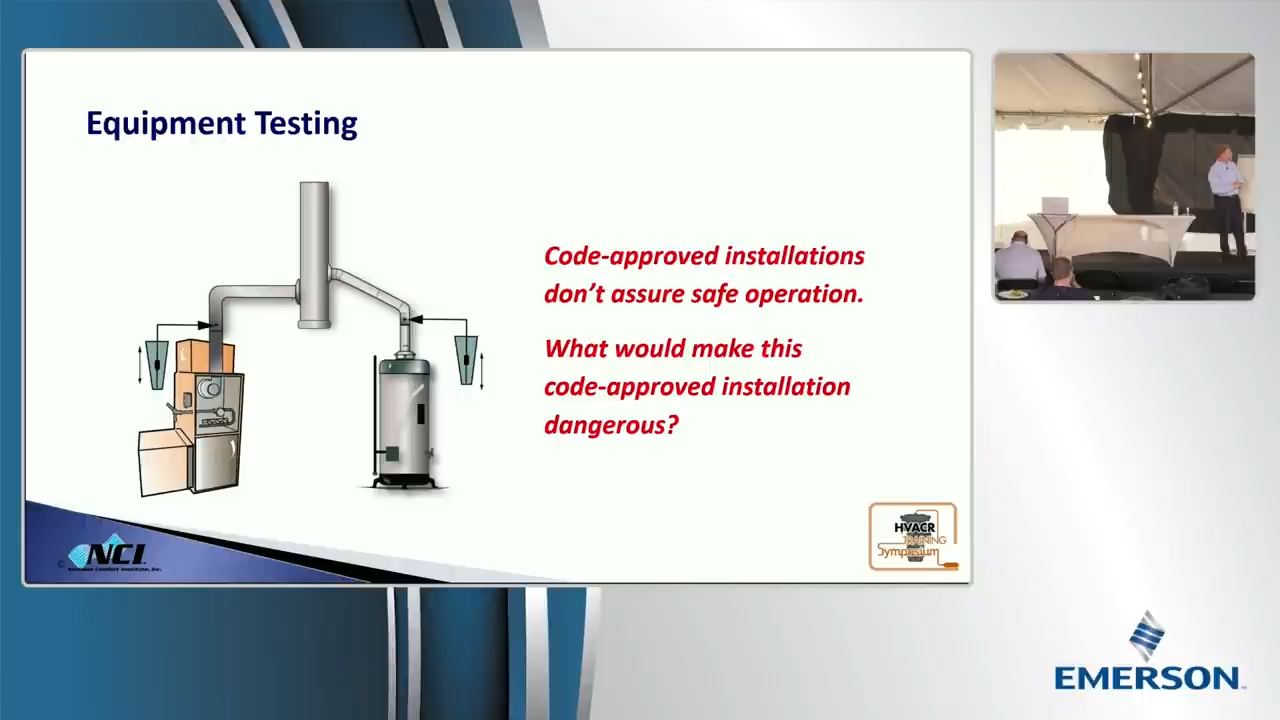 Equipment Testing
Code-approved installations
don't assure safe operation.
What would make this
code-approved installation
dangerous?
©
NCI
HVACR
TRAINING
Symposium
EMERSON